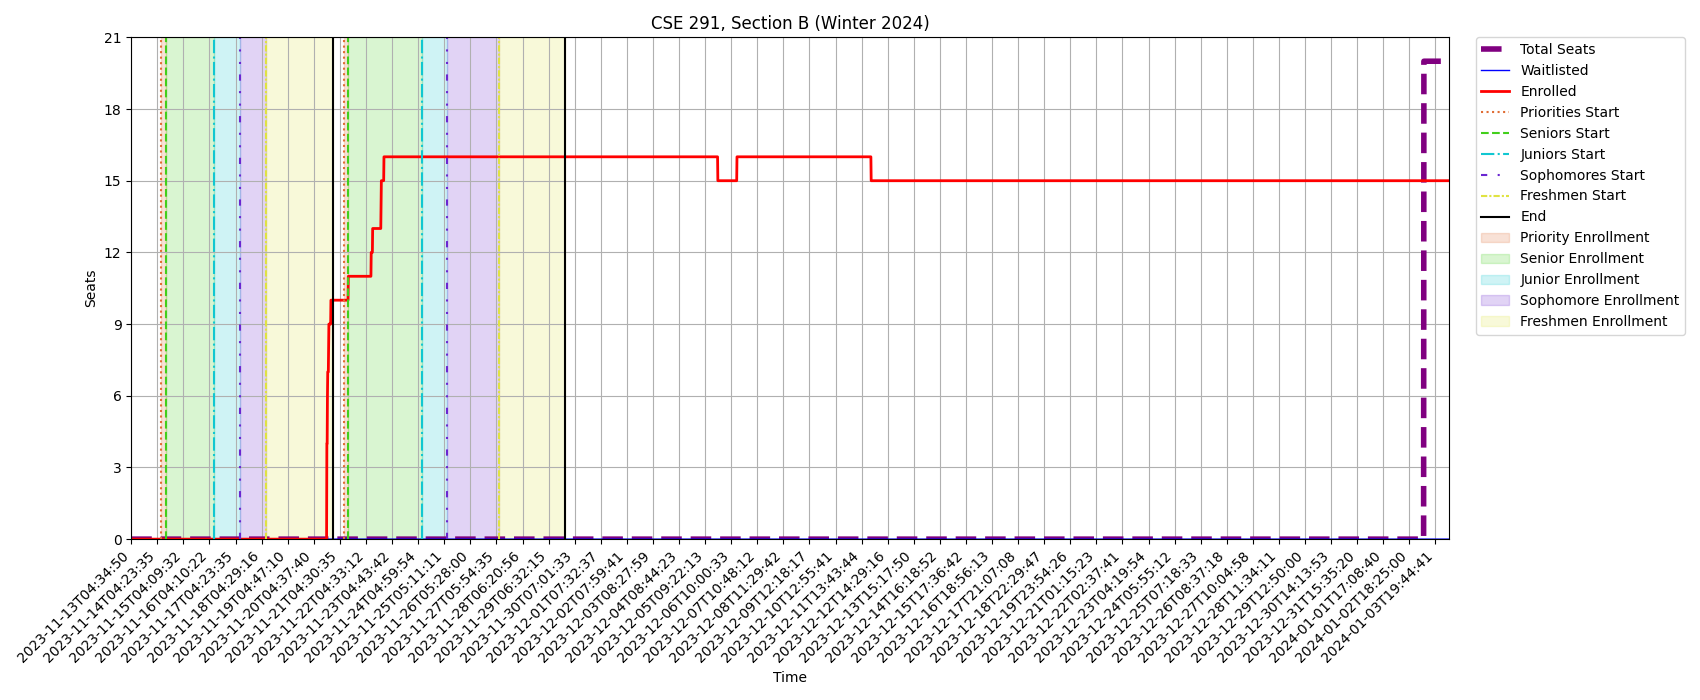 CSE 291, Section B (Winter 2024)
Seats
21
18
15
12
9
6
3
0
2023-11-13T04:34:50
2023-11-14T04:23:35
2023-11-15T04:09:32
2023-11-16T04:10:22
2023-11-17T04:23:35
2023-11-18T04:29:16
2023-11-19T04:47:10
2023-11-20T04:37:40
2023-11-21T04:30:35
2023-11-22T04:33:12
2023-11-23T04:43:42
2023-11-24T04:59:54
2023-11-25T05:11:11
2023-11-26T05:28:00
2023-11-27T05:54:35
2023-11-28T06:20:56
2023-11-29T06:32:15
2023-11-30T07:01:33
2023-12-01T07:32:37
2023-12-02T07:59:41
2023-12-03T08:27:59
2023-12-04T08:44:23
2023-12-05T09:22:13
2023-12-06T10:00:33
2023-12-07T10:48:12
2023-12-08T11:29:42
2023-12-09T12:18:17
2023-12-10T12:55:41
2023-12-11T13:43:44
2023-12-12T14:29:16
2023-12-13T15:17:50
2023-12-14T16:18:52
2023-12-15T17:36:42
2023-12-16T18:56:13
2023-12-17T21:07:08
2023-12-18T22:29:47
2023-12-19T23:54:26
2023-12-21T01:15:23
2023-12-22T02:37:41
2023-12-23T04:19:54
2023-12-24T05:55:12
2023-12-25T07:18:33
2023-12-26T08:37:18
2023-12-27T10:04:58
2023-12-28T11:34:11
2023-12-29T12:50:00
2023-12-30T14:13:53
2023-12-31T15:35:20
2024-01-01T17:08:40
2024-01-02T18:25:00
2024-01-03T19:44:41
Time
Total Seats
Waitlisted
Enrolled
Priorities Start
Seniors Start
Juniors Start
Sophomores Start
Freshmen Start
End
Priority Enrollment
Senior Enrollment
Junior Enrollment
Sophomore Enrollment
Freshmen Enrollment